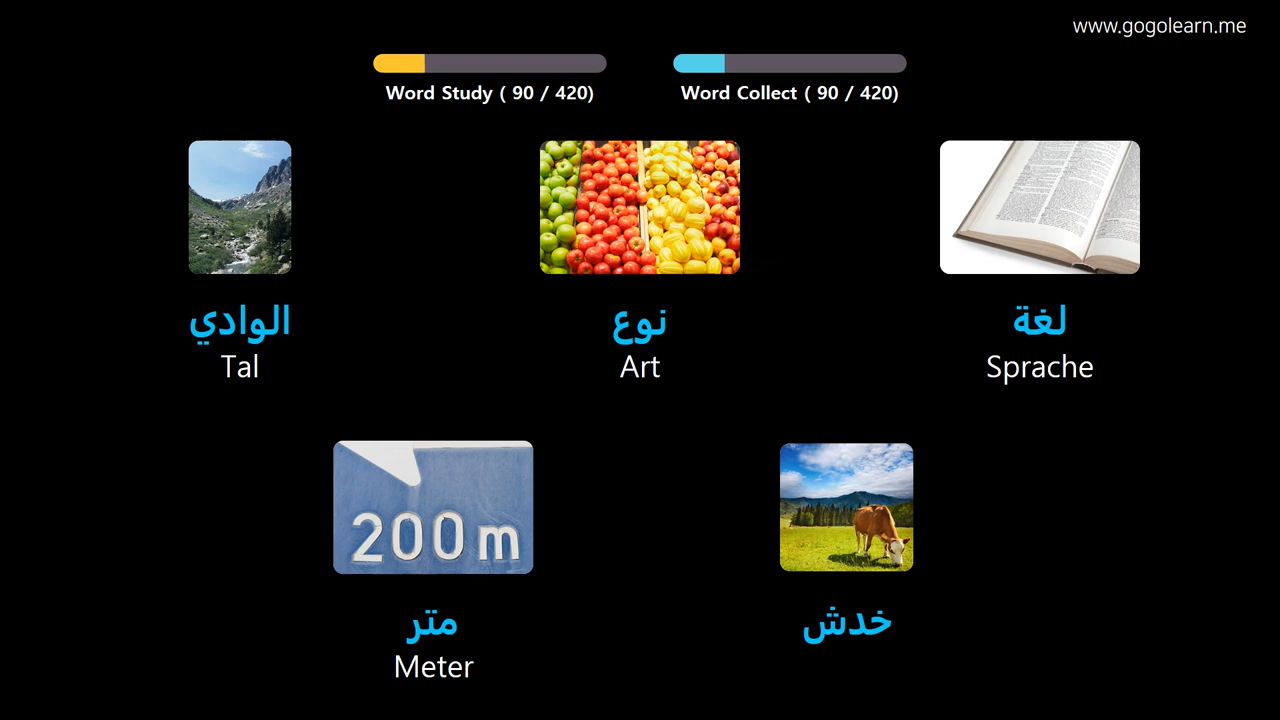 www.gogolearn.me
Word Study ( 90 / 420)
Word Collect ( 90 / 420)
الوادي
Tal
نوع
Art
لغة
Sprache
200 m
متر
Meter
خدش